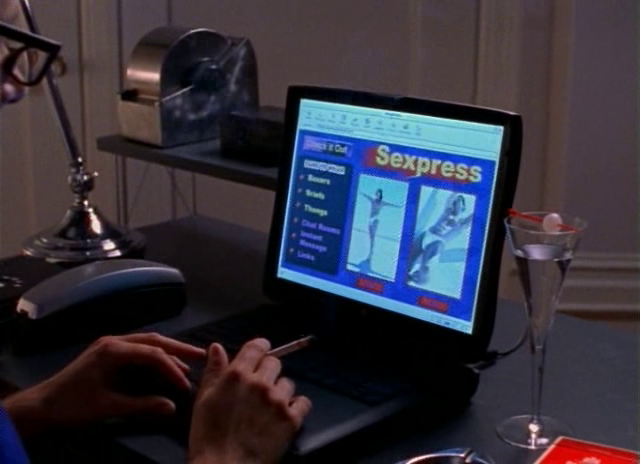 Check it Out
Sexpress
Boxers
Briefs
Thongs
Chat Rooms
Instant
Message
Links